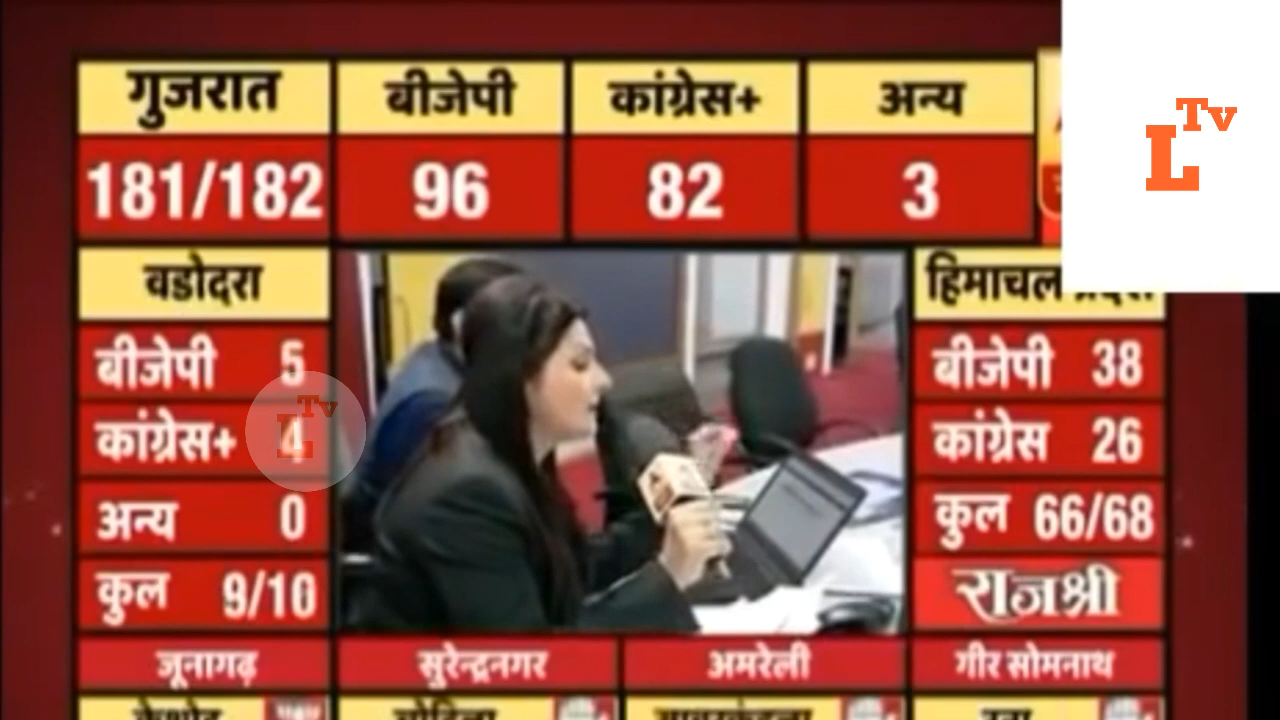 गुजरात बीजेपी कांग्रेस+ अन्य
181/182 96 82 3
L Tv
वडोदरा
बीजेपी 5
कांग्रेस+ 4
अन्य 0
कुल 9/10
L Tv
हिमाचल
बीजेपी 38
कांग्रेस 26
कुल 66/68
राजश्री
जूनागढ़ सुरेन्द्रनगर अमरेली गीर सोमनाथ